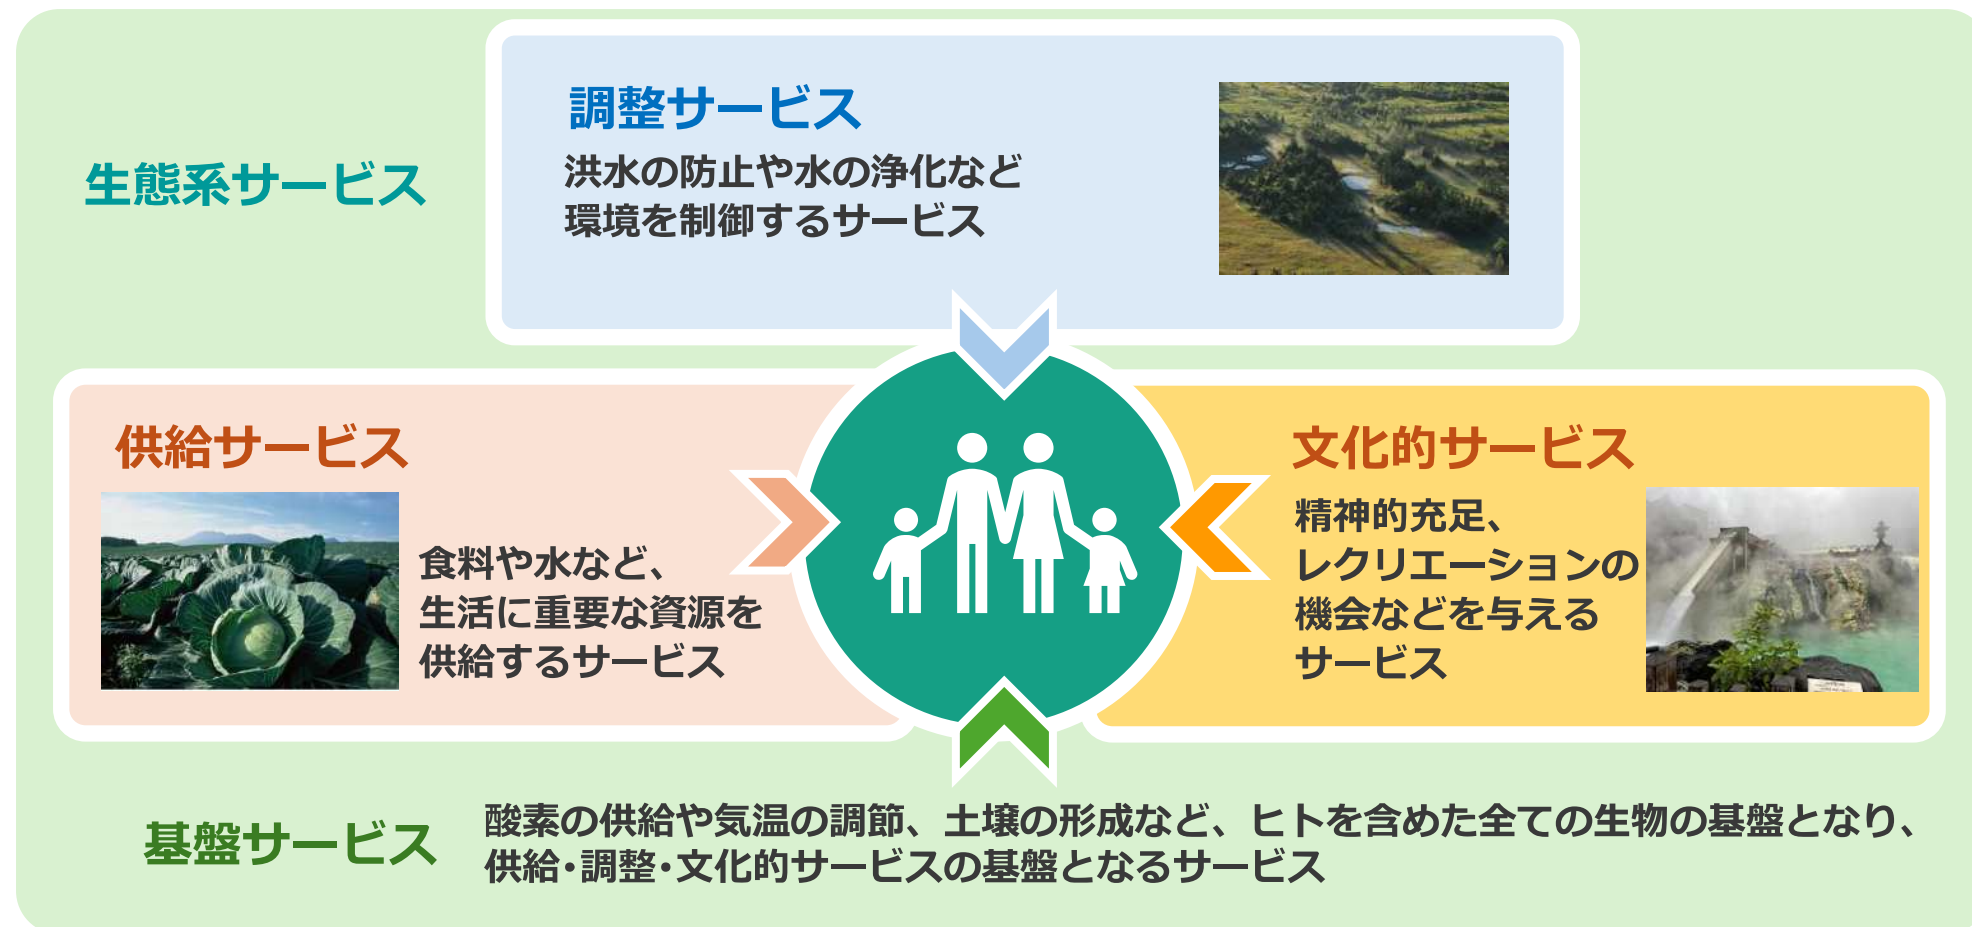 生態系サービス
調整サービス
洪水の防止や水の浄化など
環境を制御するサービス
供給サービス
食料や水など、
生活に重要な資源を
供給するサービス
文化的サービス
精神的充足、
レクリエーションの
機会などを与える
サービス
基盤サービス
酸素の供給や気温の調節、土壌の形成など、ヒトを含めた全ての生物の基盤となり、
供給・調整・文化的サービスの基盤となるサービス